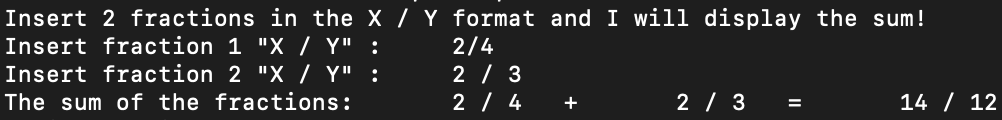 Insert 2 fractions in the X / Y format and I will display the sum!
Insert fraction 1 "X / Y" :      2/4
Insert fraction 2 "X / Y" :      2 / 3
The sum of the fractions:       2 / 4   +       2 / 3   =       14 / 12